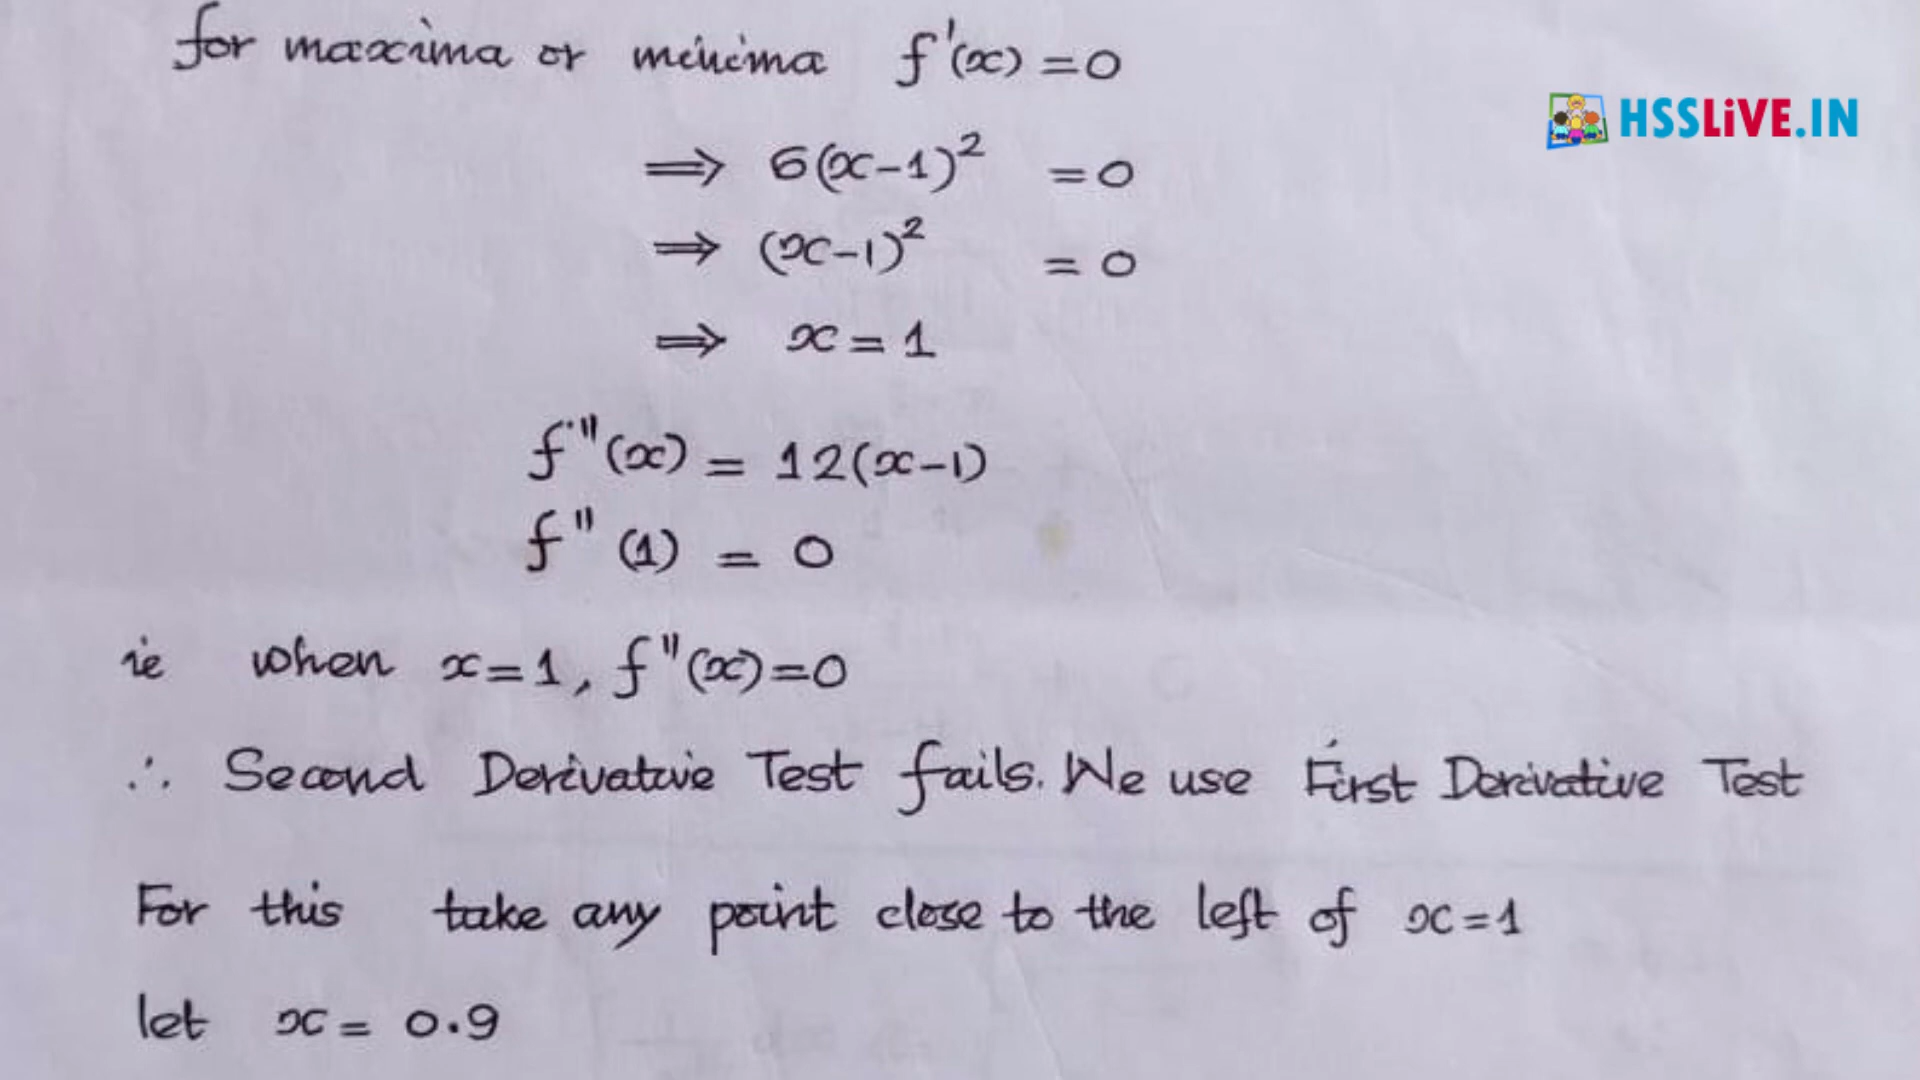 for maxima or minima f'(x) = 0
HSSLiVE.IN
⇒ 6(x-1)² = 0
⇒ (x-1)² = 0
⇒ x = 1
f''(x) = 12(x-1)
f''(1) = 0
ie when x=1, f''(x)=0
∴ Second Derivative Test fails. We use First Derivative Test
For this take any point close to the left of x=1
let x = 0.9